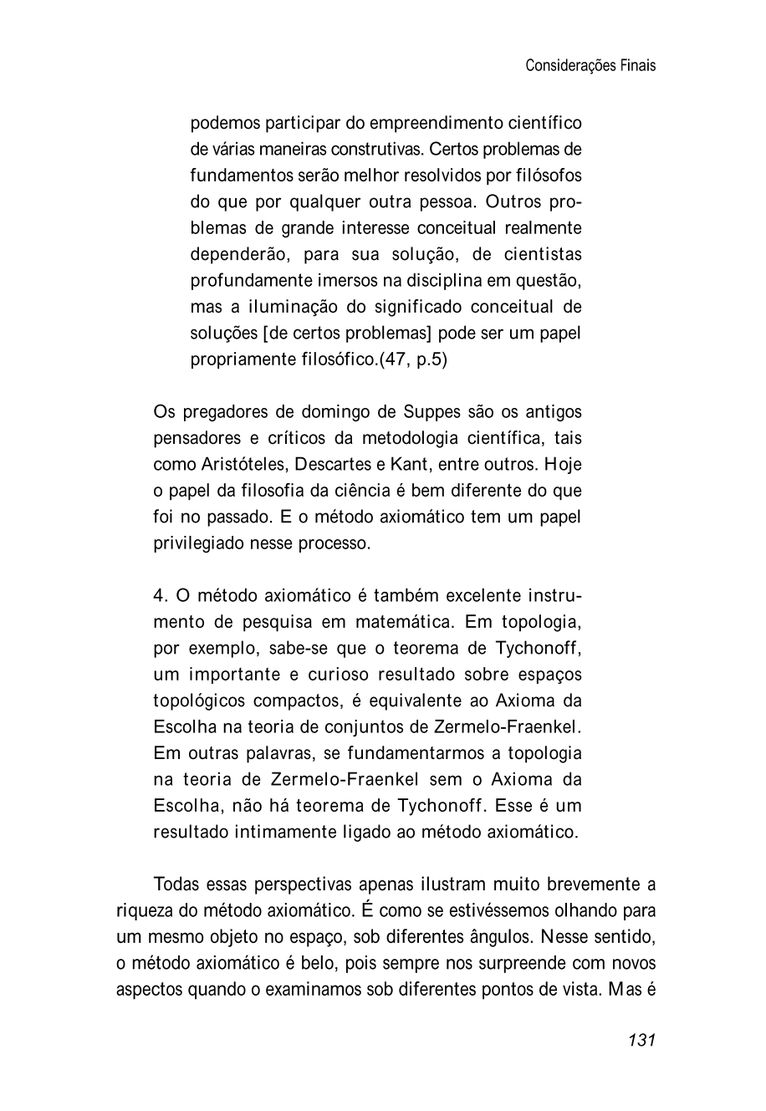 Considerações Finais
podemos participar do empreendimento científico
de várias maneiras construtivas. Certos problemas de
fundamentos serão melhor resolvidos por filósofos
do que por qualquer outra pessoa. Outros pro-
blemas de grande interesse conceitual realmente
dependerão, para sua solução, de cientistas
profundamente imersos na disciplina em questão,
mas a iluminação do significado conceitual de
soluções [de certos problemas] pode ser um papel
propriamente filosófico.(47, p.5)
Os pregadores de domingo de Suppes são os antigos
pensadores e críticos da metodologia científica, tais
como Aristóteles, Descartes e Kant, entre outros. Hoje
o papel da filosofia da ciência é bem diferente do que
foi no passado. E o método axiomático tem um papel
privilegiado nesse processo.
4. O método axiomático é também excelente instru-
mento de pesquisa em matemática. Em topologia,
por exemplo, sabe-se que o teorema de Tychonoff,
um importante e curioso resultado sobre espaços
topológicos compactos, é equivalente ao Axioma da
Escolha na teoria de conjuntos de Zermelo-Fraenkel.
Em outras palavras, se fundamentarmos a topologia
na teoria de Zermelo-Fraenkel sem o Axioma da
Escolha, não há teorema de Tychonoff. Esse é um
resultado intimamente ligado ao método axiomático.
Todas essas perspectivas apenas ilustram muito brevemente a
riqueza do método axiomático. É como se estivéssemos olhando para
um mesmo objeto no espaço, sob diferentes ângulos. Nesse sentido,
o método axiomático é belo, pois sempre nos surpreende com novos
aspectos quando o examinamos sob diferentes pontos de vista. Mas é
131